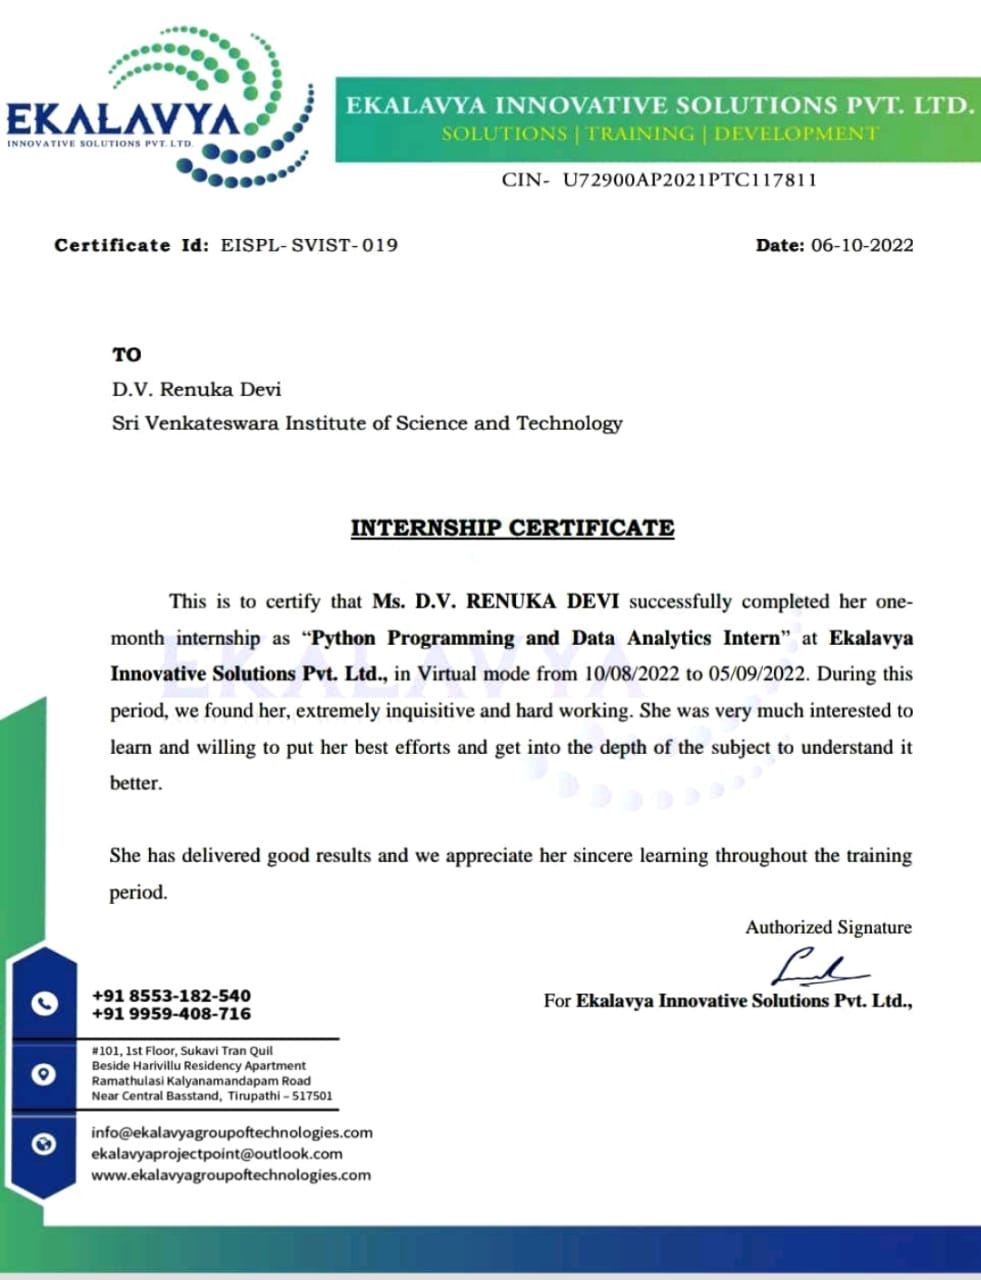 EKALAVYA
INNOVATIVE SOLUTIONS PVT. LTD.
EKALAVYA INNOVATIVE SOLUTIONS PVT. LTD.
SOLUTIONS | TRAINING | DEVELOPMENT
CIN- U72900AP2021PTC117811
Certificate Id: EISPL-SVIST-019
Date: 06-10-2022
TO
D.V. Renuka Devi
Sri Venkateswara Institute of Science and Technology
INTERNSHIP CERTIFICATE
This is to certify that Ms. D.V. RENUKA DEVI successfully completed her one-
month internship as “Python Programming and Data Analytics Intern” at Ekalavya
Innovative Solutions Pvt. Ltd., in Virtual mode from 10/08/2022 to 05/09/2022. During this
period, we found her, extremely inquisitive and hard working. She was very much interested to
learn and willing to put her best efforts and get into the depth of the subject to understand it
better.
She has delivered good results and we appreciate her sincere learning throughout the training
period.
Authorized Signature
For Ekalavya Innovative Solutions Pvt. Ltd.,
+91 8553-182-540
+91 9959-408-716
#101, 1st Floor, Sukavi Tran Quil
Beside Harivillu Residency Apartment
Ramathulasi Kalyanamandapam Road
Near Central Basstand, Tirupathi – 517501
info@ekalavyagroupoftechnologies.com
ekalavyaprojectpoint@outlook.com
www.ekalavyagroupoftechnologies.com